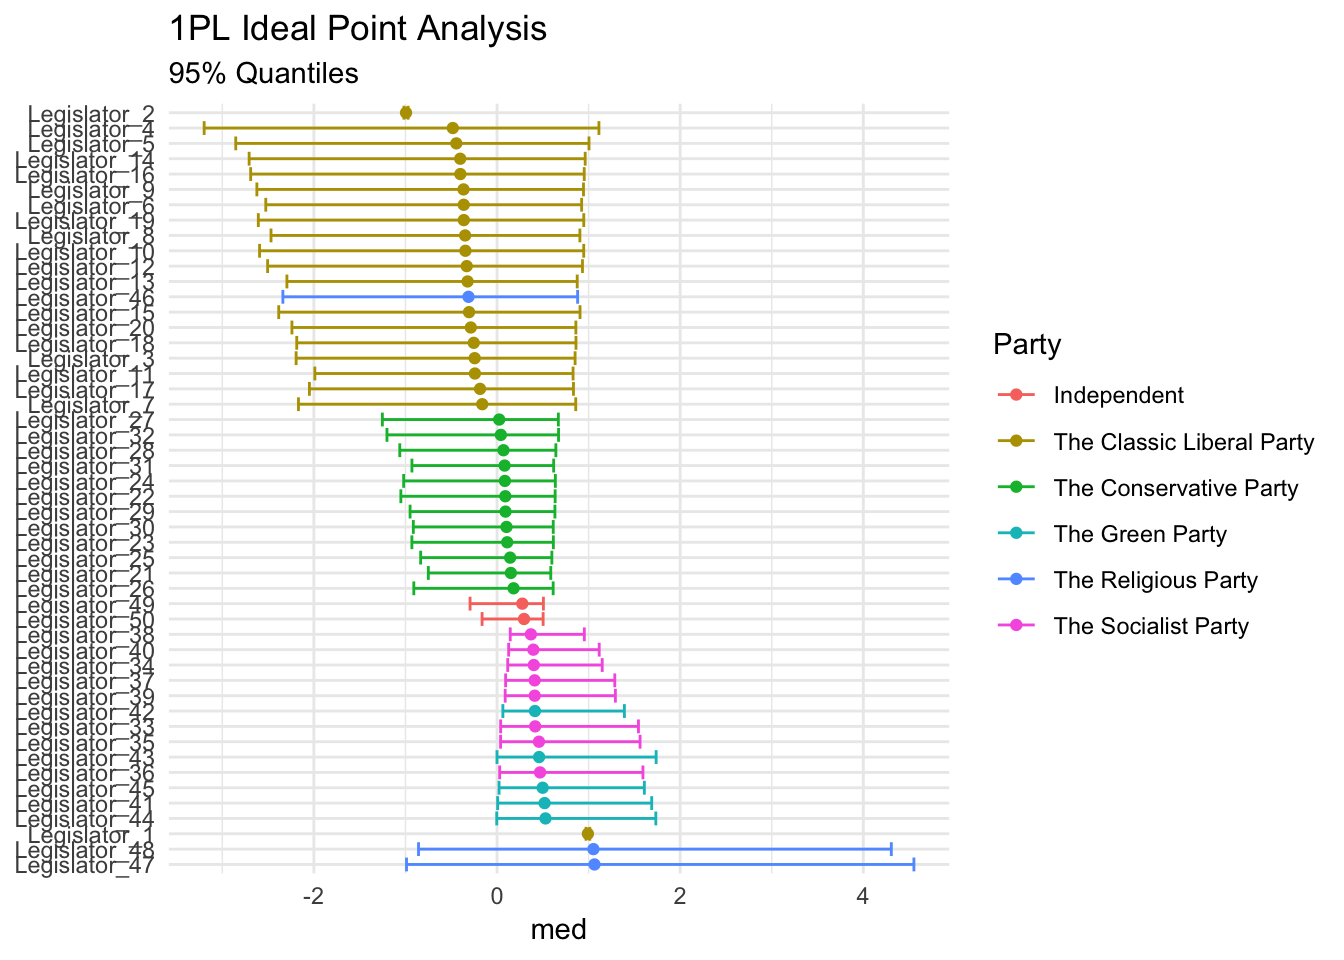 1PL Ideal Point Analysis
95% Quantiles
Legislator_2
Legislator_4
Legislator_5
Legislator_14
Legislator_16
Legislator_9
Legislator_6
Legislator_19
Legislator_8
Legislator_10
Legislator_12
Legislator_13
Legislator_46
Legislator_15
Legislator_20
Legislator_18
Legislator_3
Legislator_11
Legislator_17
Legislator_7
Legislator_27
Legislator_32
Legislator_28
Legislator_31
Legislator_24
Legislator_22
Legislator_29
Legislator_30
Legislator_23
Legislator_25
Legislator_21
Legislator_26
Legislator_49
Legislator_50
Legislator_38
Legislator_40
Legislator_34
Legislator_37
Legislator_39
Legislator_42
Legislator_33
Legislator_35
Legislator_43
Legislator_36
Legislator_45
Legislator_41
Legislator_44
Legislator_1
Legislator_48
Legislator_47
-2 0 2 4
med
Party
Independent
The Classic Liberal Party
The Conservative Party
The Green Party
The Religious Party
The Socialist Party